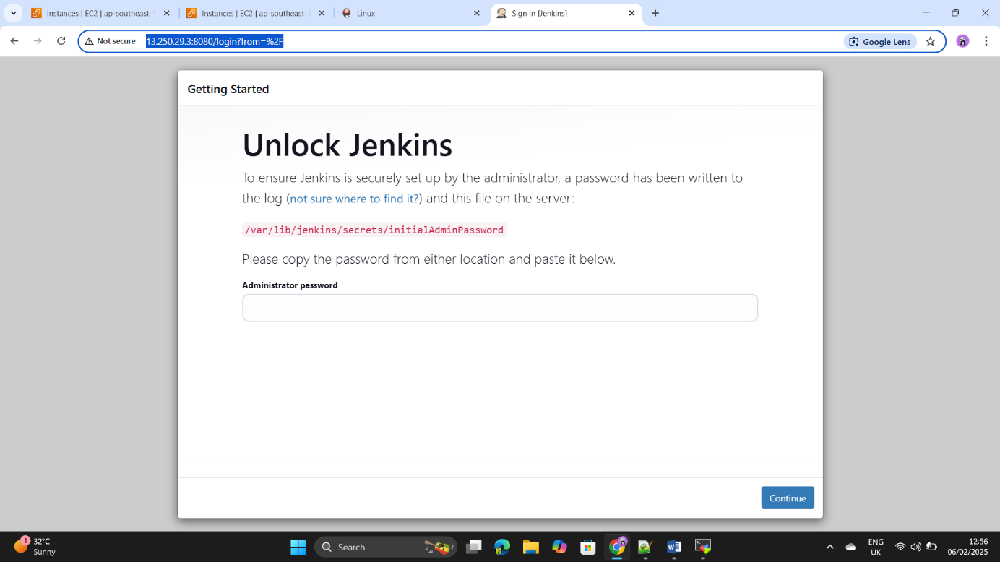 Instances | EC2 | ap-southeast-1
Instances | EC2 | ap-southeast-1
Linux
Sign in [Jenkins]
Not secure
13.250.29.3:8080/login?from=%2F
Google Lens
Getting Started
Unlock Jenkins
To ensure Jenkins is securely set up by the administrator, a password has been written to
the log (not sure where to find it?) and this file on the server:
/var/lib/jenkins/secrets/initialAdminPassword
Please copy the password from either location and paste it below.
Administrator password
Continue
1
32°C
Sunny
Search
ENG
UK
12:56
06/02/2025